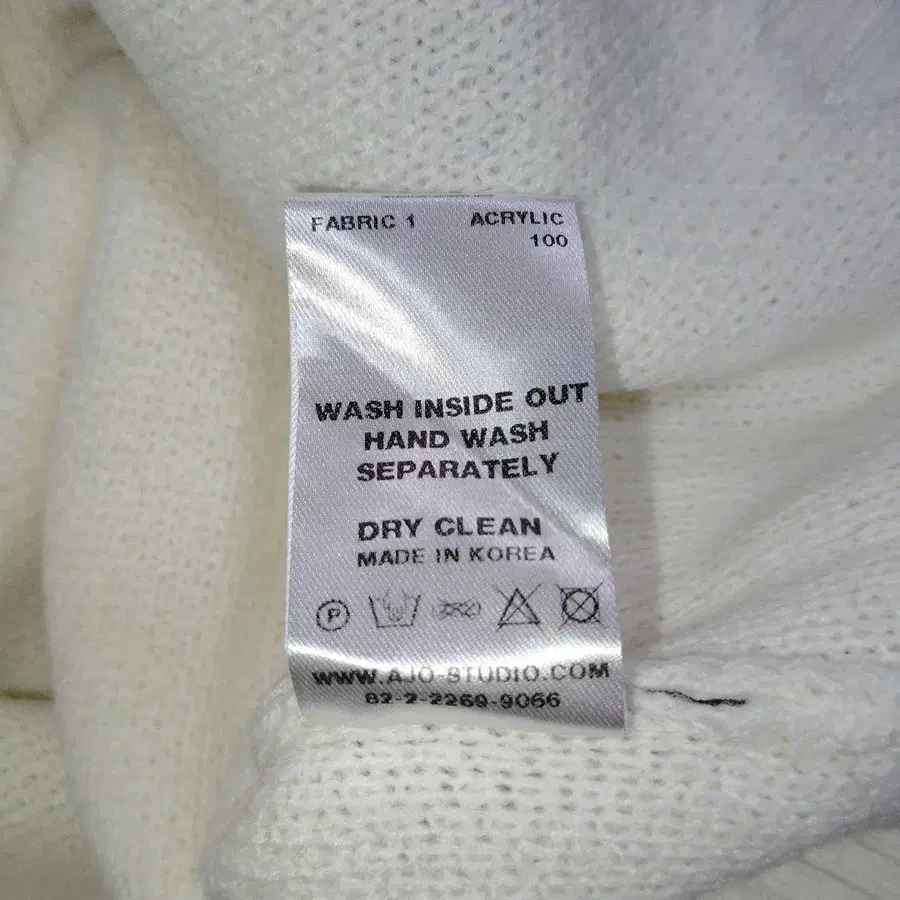 FABRIC 1 ACRYLIC
100
WASH INSIDE OUT
HAND WASH
SEPARATELY
DRY CLEAN
MADE IN KOREA
P
WWW.AJO-STUDIO.COM
82-2-2269-9066